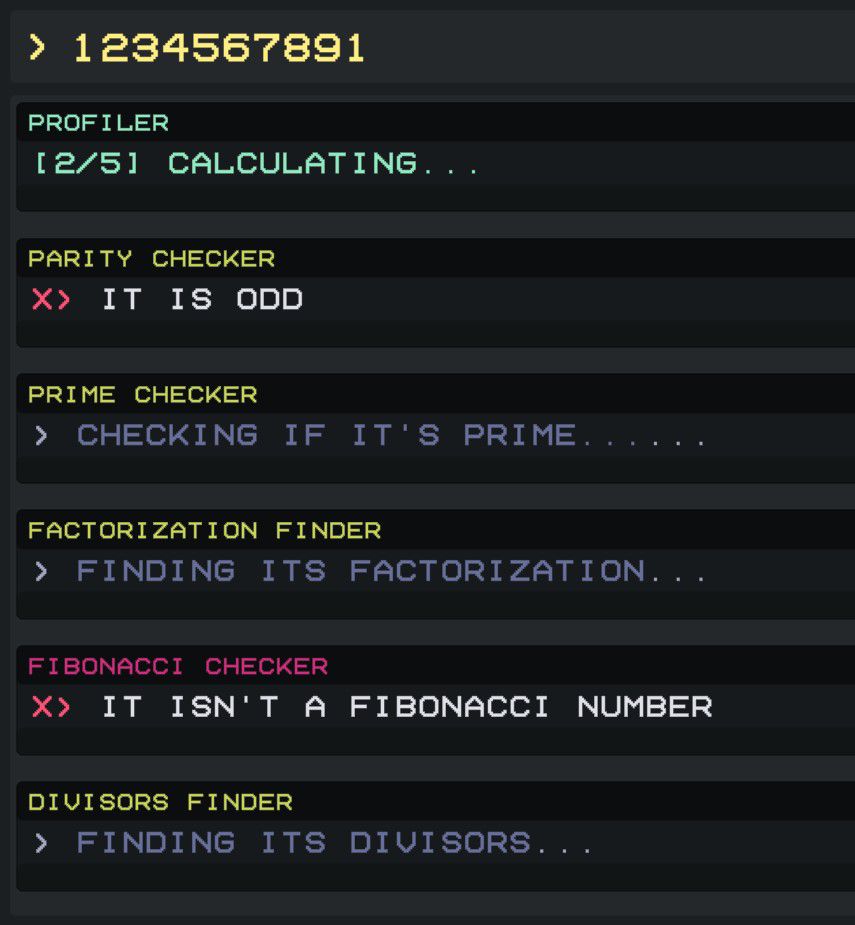 > 1234567891
PROFILER
[2/5] CALCULATING...
PARITY CHECKER
X> IT IS ODD
PRIME CHECKER
> CHECKING IF IT'S PRIME......
FACTORIZATION FINDER
> FINDING ITS FACTORIZATION...
FIBONACCI CHECKER
X> IT ISN'T A FIBONACCI NUMBER
DIVISORS FINDER
> FINDING ITS DIVISORS...